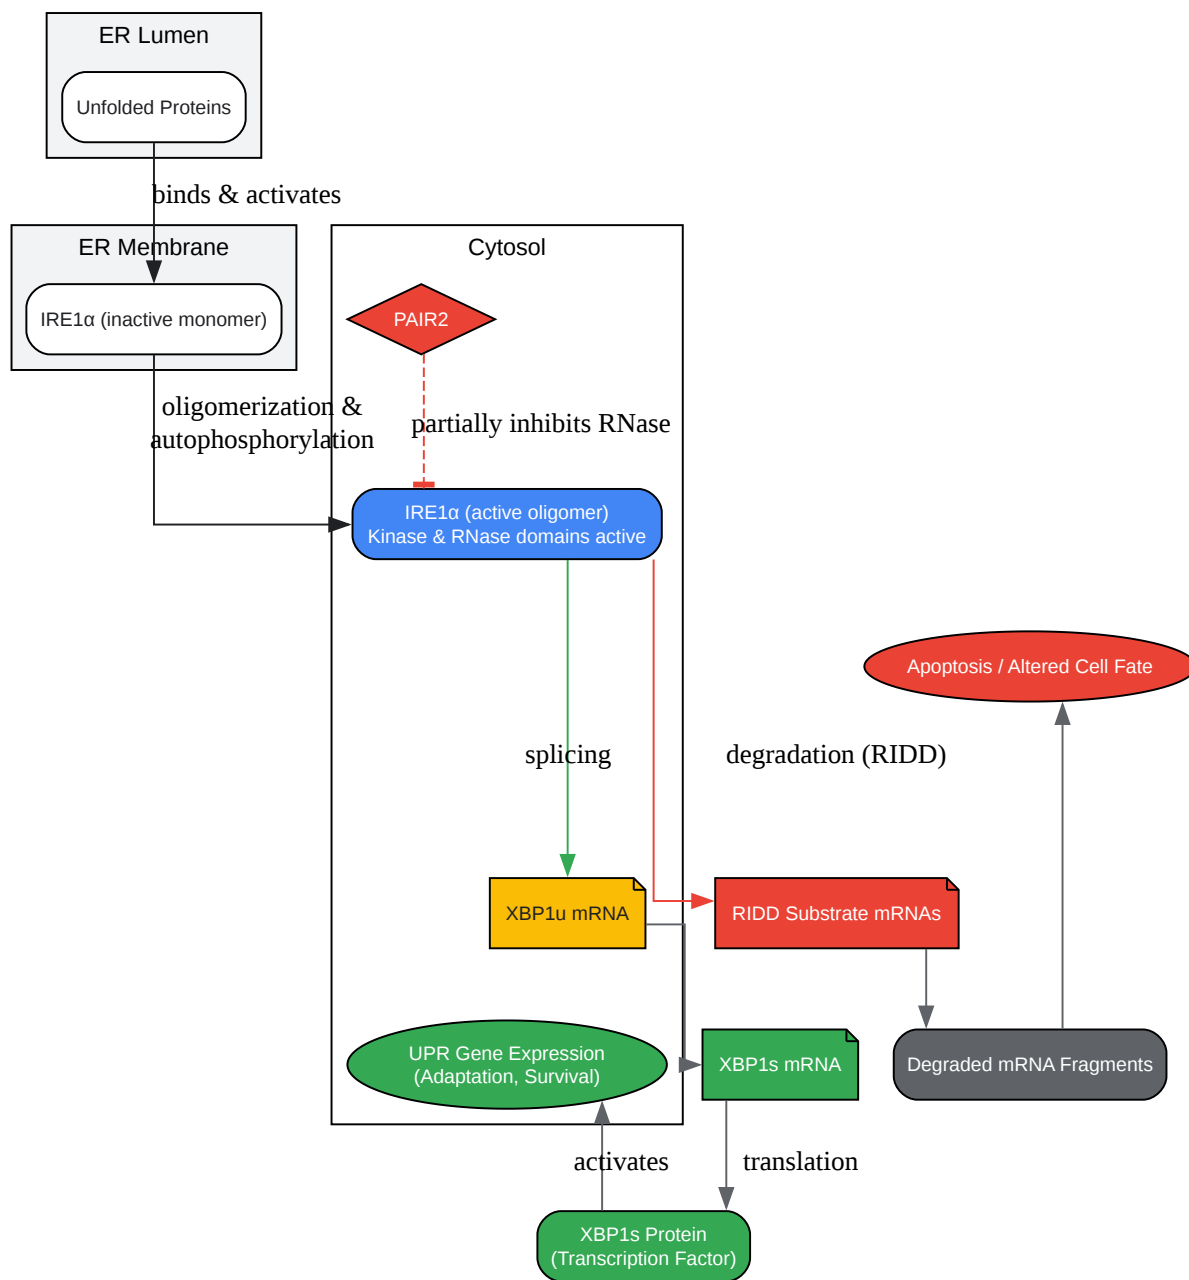 ER Lumen
Unfolded Proteins
binds & activates
ER Membrane
IRE1α (inactive monomer)
oligomerization &
autophosphorylation
Cytosol
PAIR2
partially inhibits RNase
IRE1α (active oligomer)
Kinase & RNase domains active
Apoptosis / Altered Cell Fate
splicing
degradation (RIDD)
XBP1u mRNA
RIDD Substrate mRNAs
UPR Gene Expression
(Adaptation, Survival)
XBP1s mRNA
Degraded mRNA Fragments
activates
translation
XBP1s Protein
(Transcription Factor)